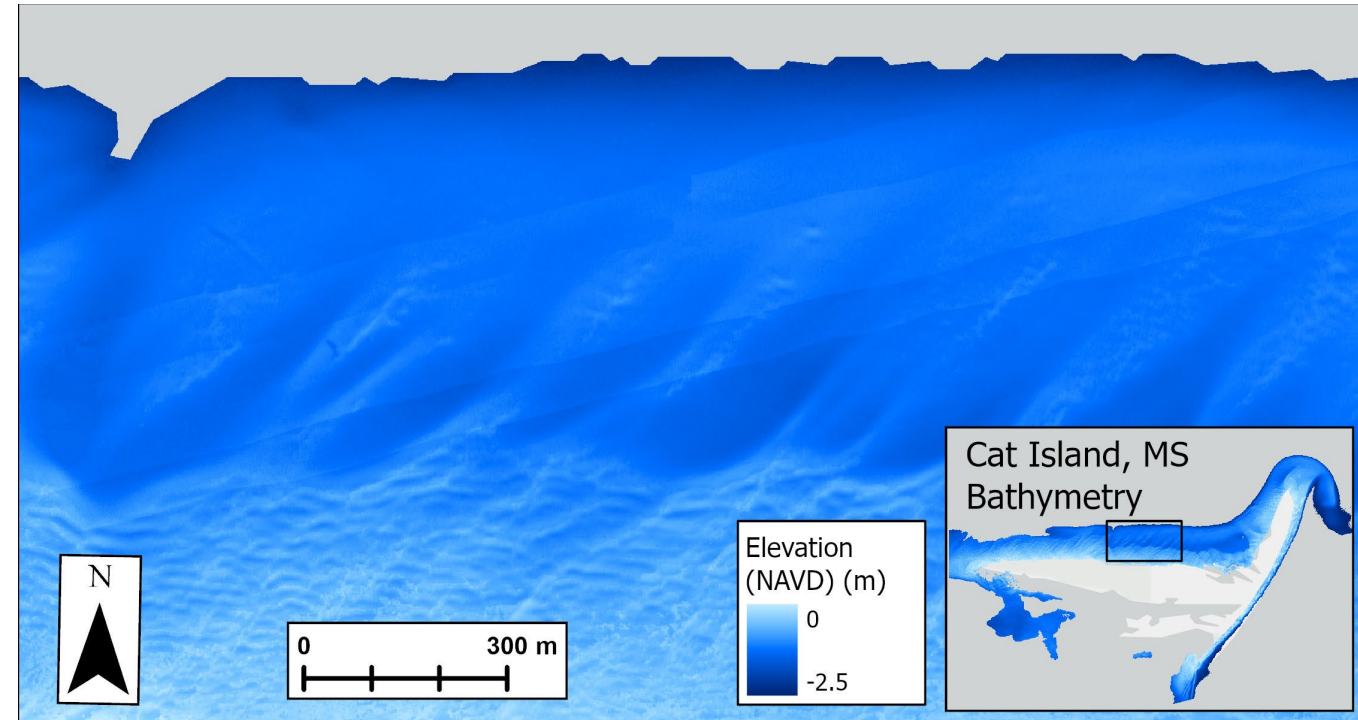 Cat Island, MS
Bathymetry
Elevation
(NAVD) (m)
0
-2.5
N
0 300 m